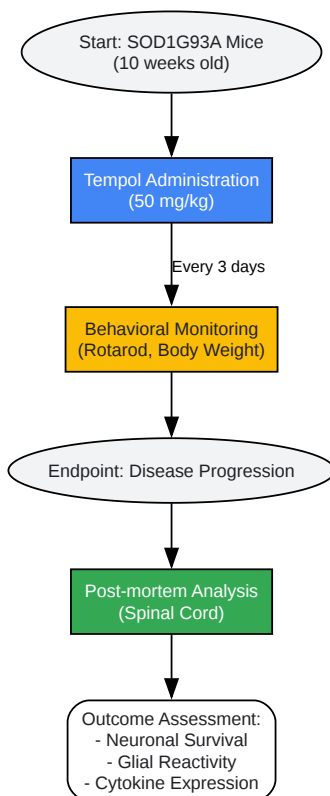 Start: SOD1G93A Mice
(10 weeks old)
Tempol Administration
(50 mg/kg)
Every 3 days
Behavioral Monitoring
(Rotarod, Body Weight)
Endpoint: Disease Progression
Post-mortem Analysis
(Spinal Cord)
Outcome Assessment:
- Neuronal Survival
- Glial Reactivity
- Cytokine Expression